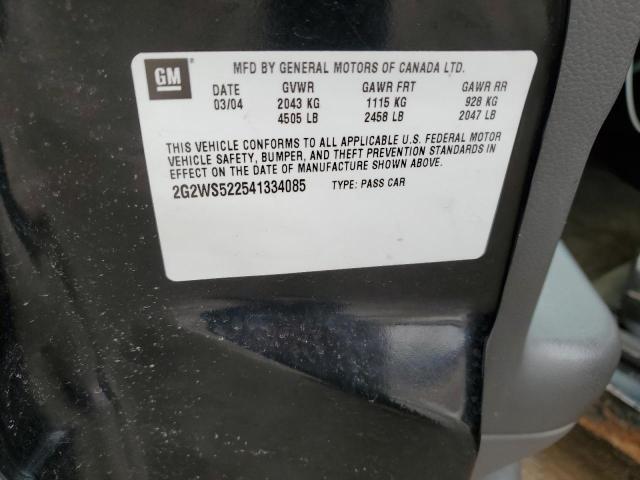 GM
MFD BY GENERAL MOTORS OF CANADA LTD.
DATE GVWR GAWR FRT GAWR RR
03/04 2043 KG 1115 KG 928 KG
4505 LB 2458 LB 2047 LB
THIS VEHICLE CONFORMS TO ALL APPLICABLE U.S. FEDERAL MOTOR
VEHICLE SAFETY, BUMPER, AND THEFT PREVENTION STANDARDS IN
EFFECT ON THE DATE OF MANUFACTURE SHOWN ABOVE.
2G2WS522541334085 TYPE: PASS CAR